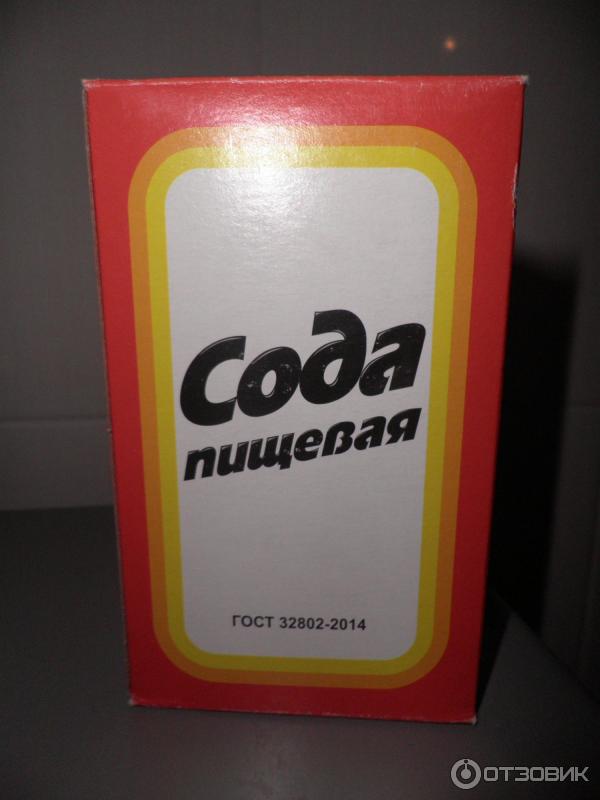 Сода
пищевая
ГОСТ 32802-2014
ОТЗОВИК